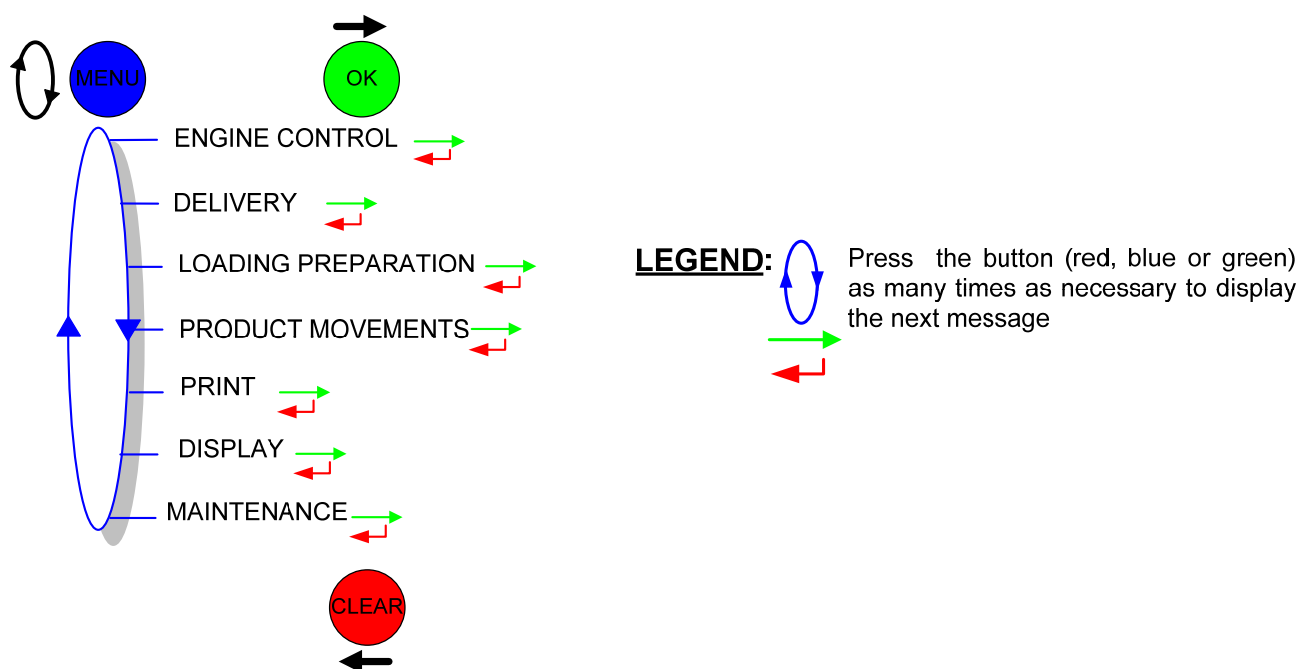 MENU
OK
ENGINE CONTROL
DELIVERY
LOADING PREPARATION
PRODUCT MOVEMENTS
PRINT
DISPLAY
MAINTENANCE
CLEAR
LEGEND:
Press the button (red, blue or green)
as many times as necessary to display
the next message